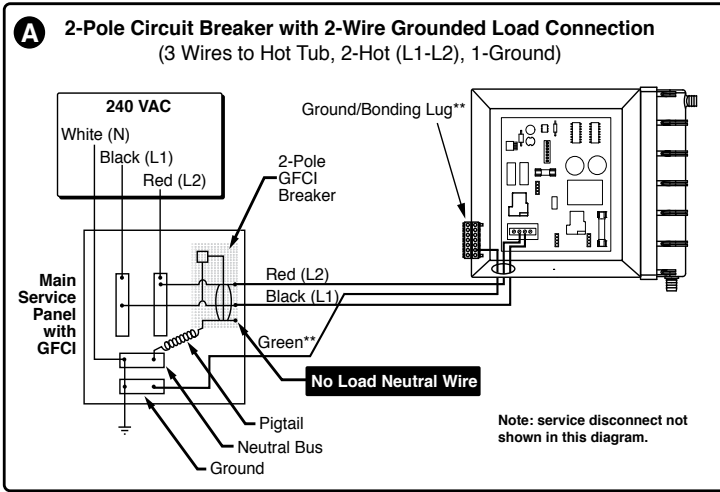 A
2-Pole Circuit Breaker with 2-Wire Grounded Load Connection
(3 Wires to Hot Tub, 2-Hot (L1-L2), 1-Ground)
240 VAC
White (N)
Black (L1)
Red (L2)
Ground/Bonding Lug**
2-Pole
GFCI
Breaker
Main
Service
Panel
with
GFCI
Red (L2)
Black (L1)
Green**
No Load Neutral Wire
Pigtail
Neutral Bus
Ground
Note: service disconnect not
shown in this diagram.